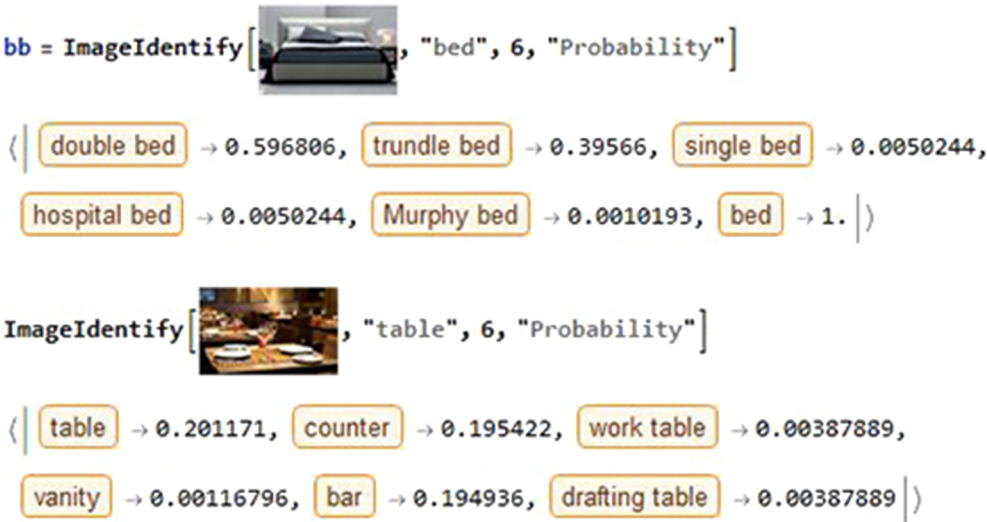 bb = ImageIdentify[, "bed", 6, "Probability"]
⟨| double bed → 0.596806, trundle bed → 0.39566, single bed → 0.0050244,
hospital bed → 0.0050244, Murphy bed → 0.0010193, bed → 1. |⟩
ImageIdentify[, "table", 6, "Probability"]
⟨| table → 0.201171, counter → 0.195422, work table → 0.00387889,
vanity → 0.00116796, bar → 0.194936, drafting table → 0.00387889 |⟩